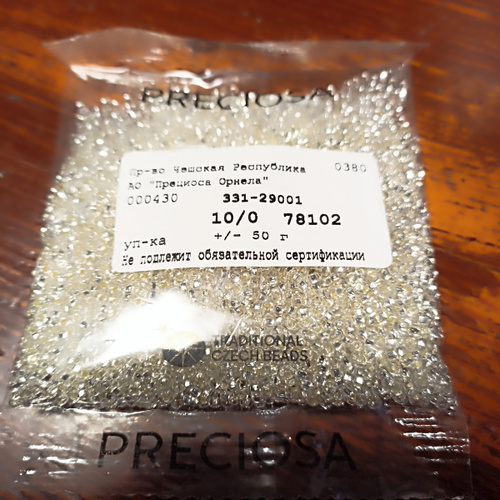 PRECIOSA
Пр-во Чешская Республика 0380
АО "Прециоса Орнела"
000430 331-29001
10/0 78102
уп-ка +/- 50 г
Не подлежит обязательной сертификации
TRADITIONAL
CZECH BEADS
PRECIOSA